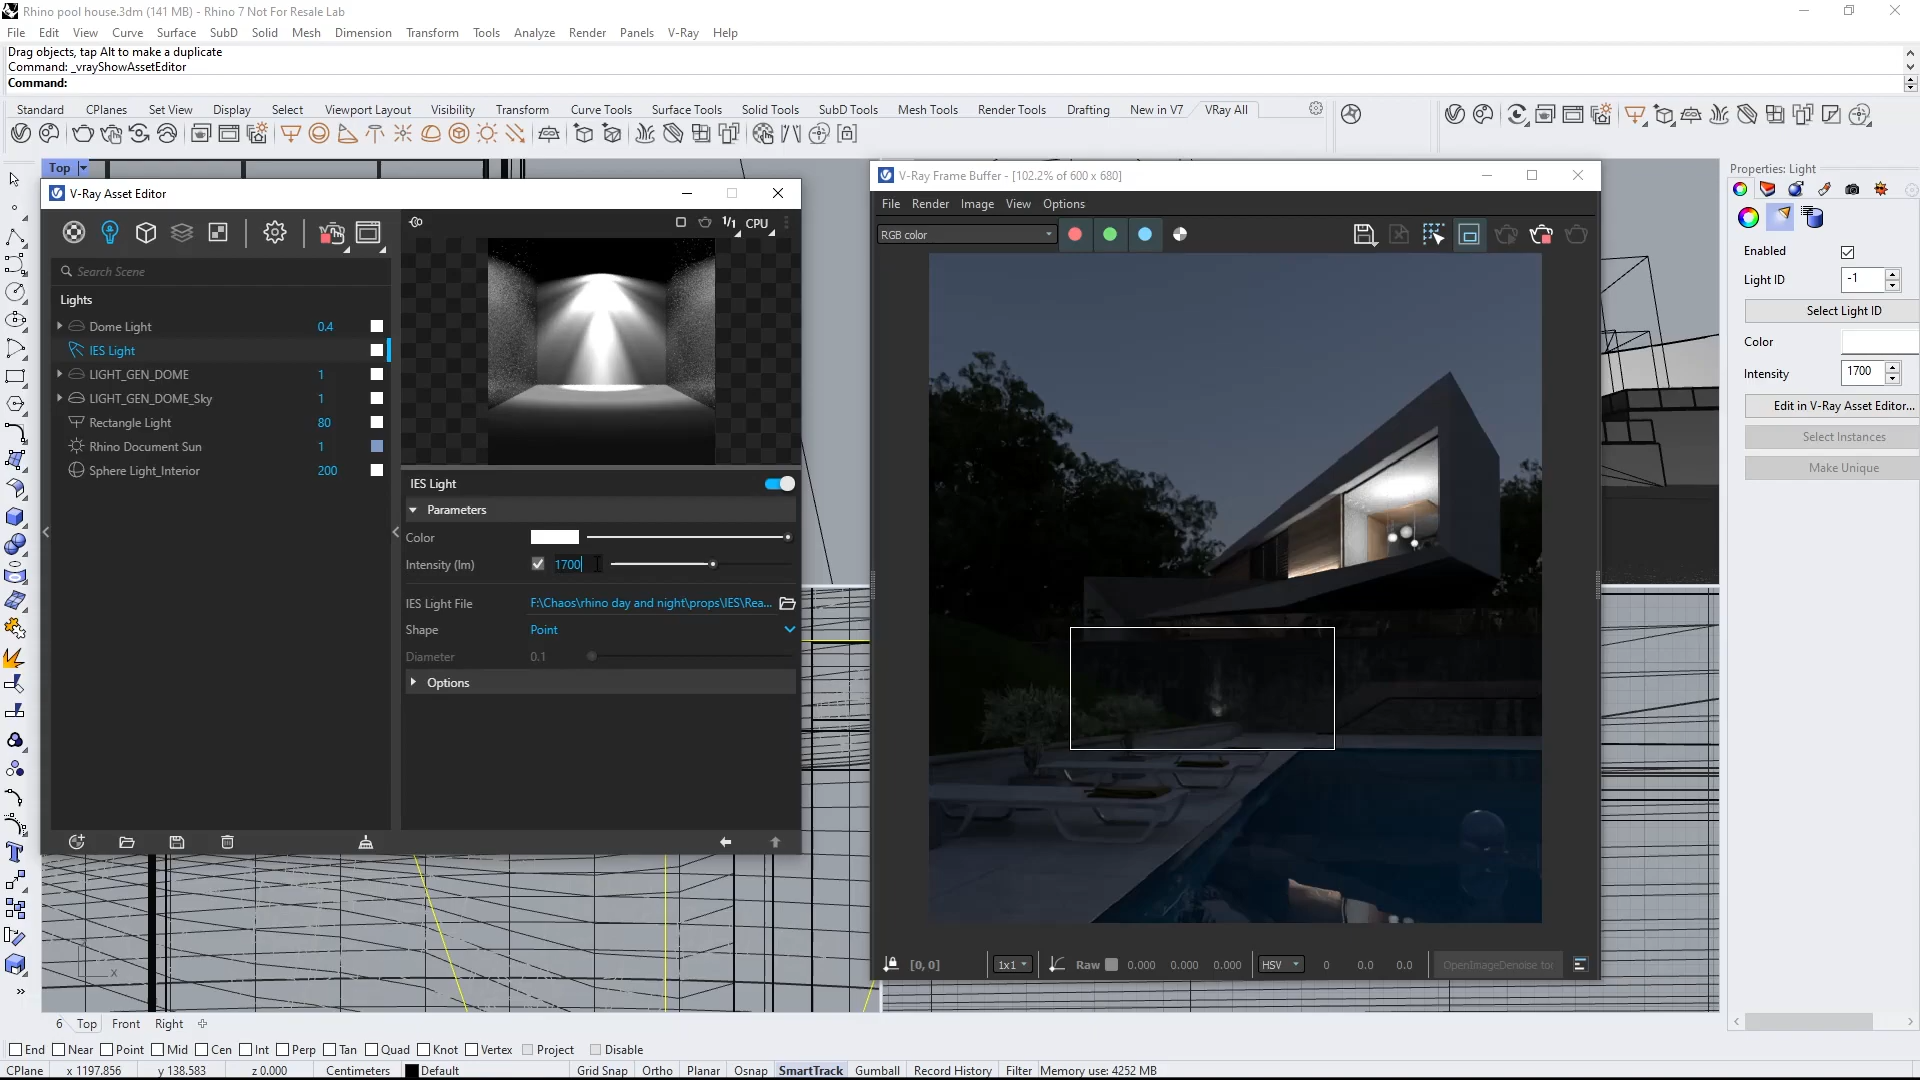 Rhino pool house.3dm (141 MB) - Rhino 7 Not For Resale Lab
File Edit View Curve Surface SubD Solid Mesh Dimension Transform Tools Analyze Render Panels V-Ray Help
Drag objects, tap Alt to make a duplicate
Command: _vrayShowAssetEditor
Command:
Standard CPlanes Set View Display Select Viewport Layout Visibility Transform Curve Tools Surface Tools Solid Tools SubD Tools Mesh Tools Render Tools Drafting New in V7 VRay All
Top
V-Ray Asset Editor
1/1 CPU
Search Scene
Lights
Dome Light 0.4
IES Light
LIGHT_GEN_DOME 1
LIGHT_GEN_DOME_Sky 1
Rectangle Light 80
Rhino Document Sun 1
Sphere Light_Interior 200
IES Light
Parameters
Color
Intensity (lm) 1700
IES Light File F:\Chaos\rhino day and night\props\IES\Rea...
Shape Point
Diameter 0.1
Options
V-Ray Frame Buffer - [102.2% of 600 x 680]
File Render Image View Options
RGB color
[0, 0] 1x1 Raw 0.000 0.000 0.000 HSV 0 0.0 0.0 OpenImageDenoise tor
Properties: Light
Enabled
Light ID -1
Select Light ID
Color
Intensity 1700
Edit in V-Ray Asset Editor...
Select Instances
Make Unique
x
6 Top Front Right
End Near Point Mid Cen Int Perp Tan Quad Knot Vertex Project Disable
CPlane x 1197.856 y 138.583 z 0.000 Centimeters Default Grid Snap Ortho Planar Osnap SmartTrack Gumball Record History Filter Memory use: 4252 MB